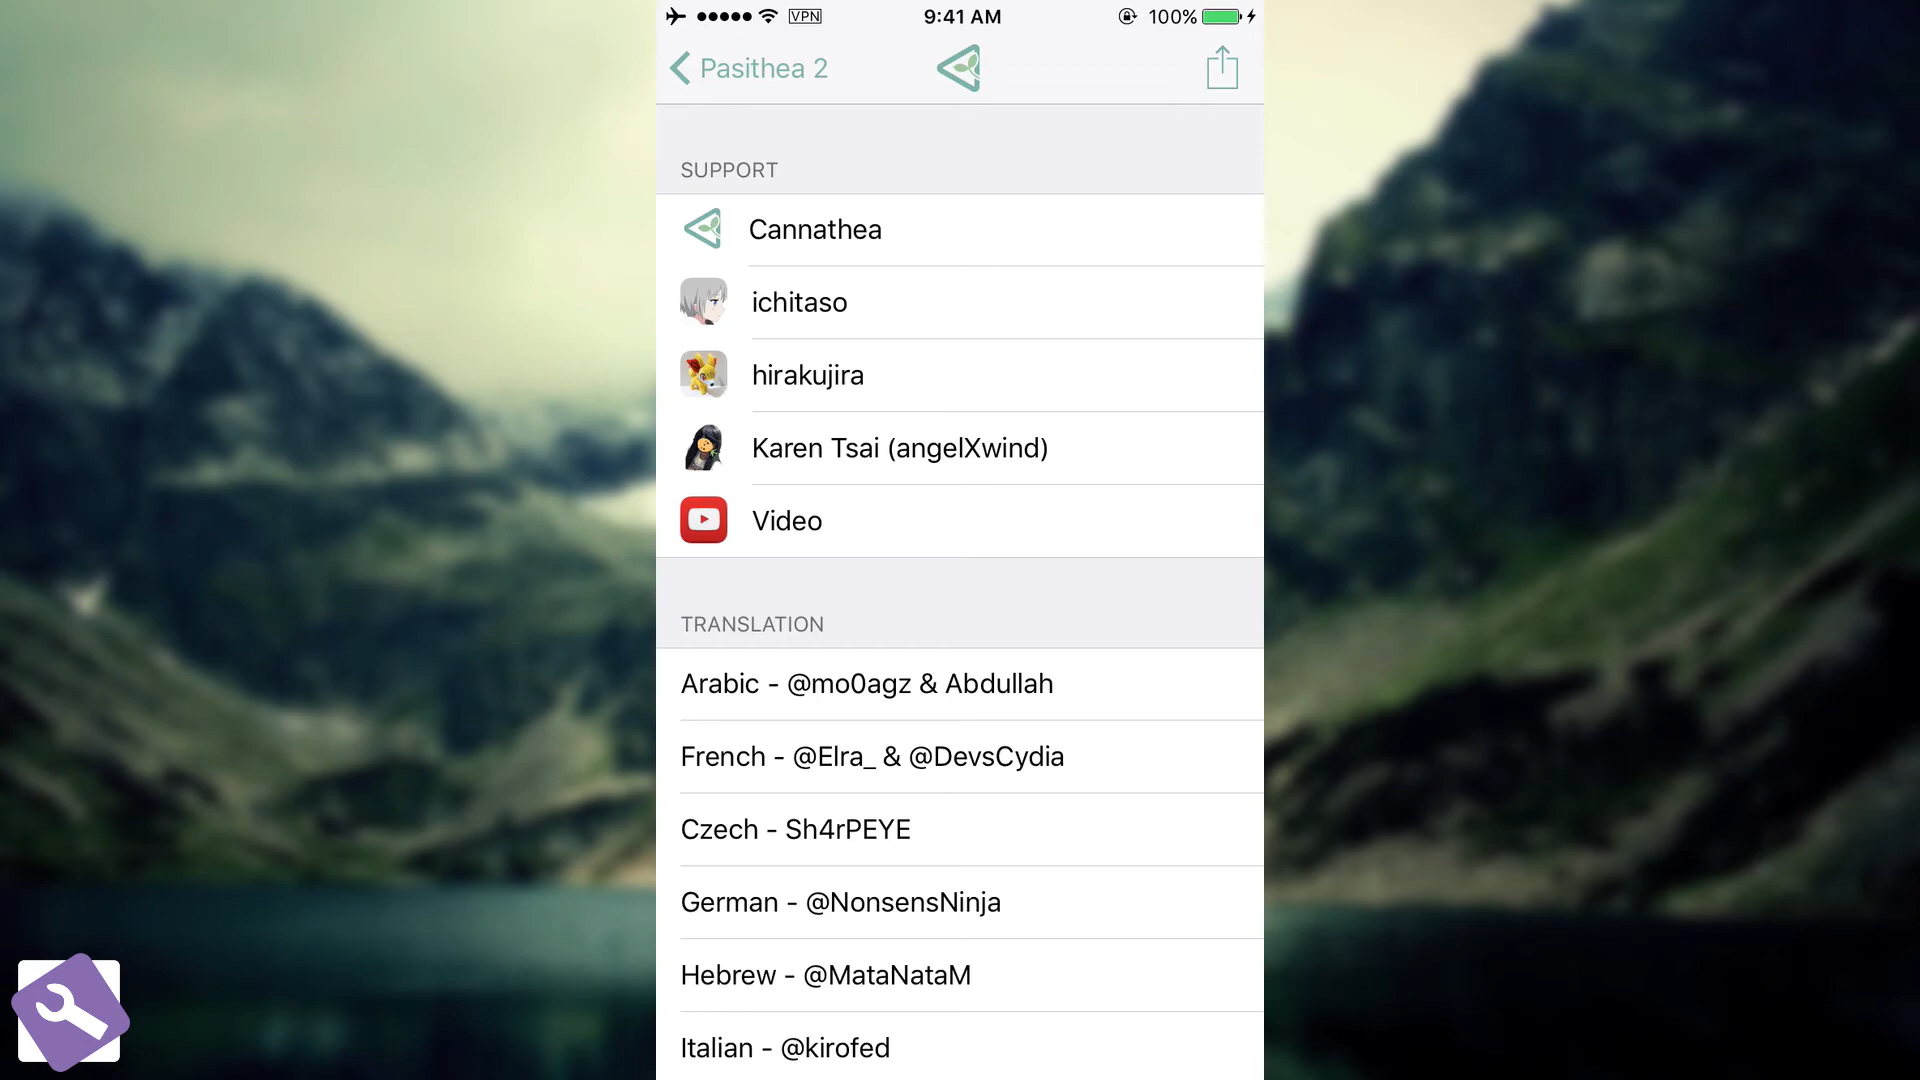 VPN
9:41 AM
100%
Pasithea 2
SUPPORT
Cannathea
ichitaso
hirakujira
Karen Tsai (angelXwind)
Video
TRANSLATION
Arabic - @mo0agz & Abdullah
French - @Elra_ & @DevsCydia
Czech - Sh4rPEYE
German - @NonsensNinja
Hebrew - @MataNataM
Italian - @kirofed